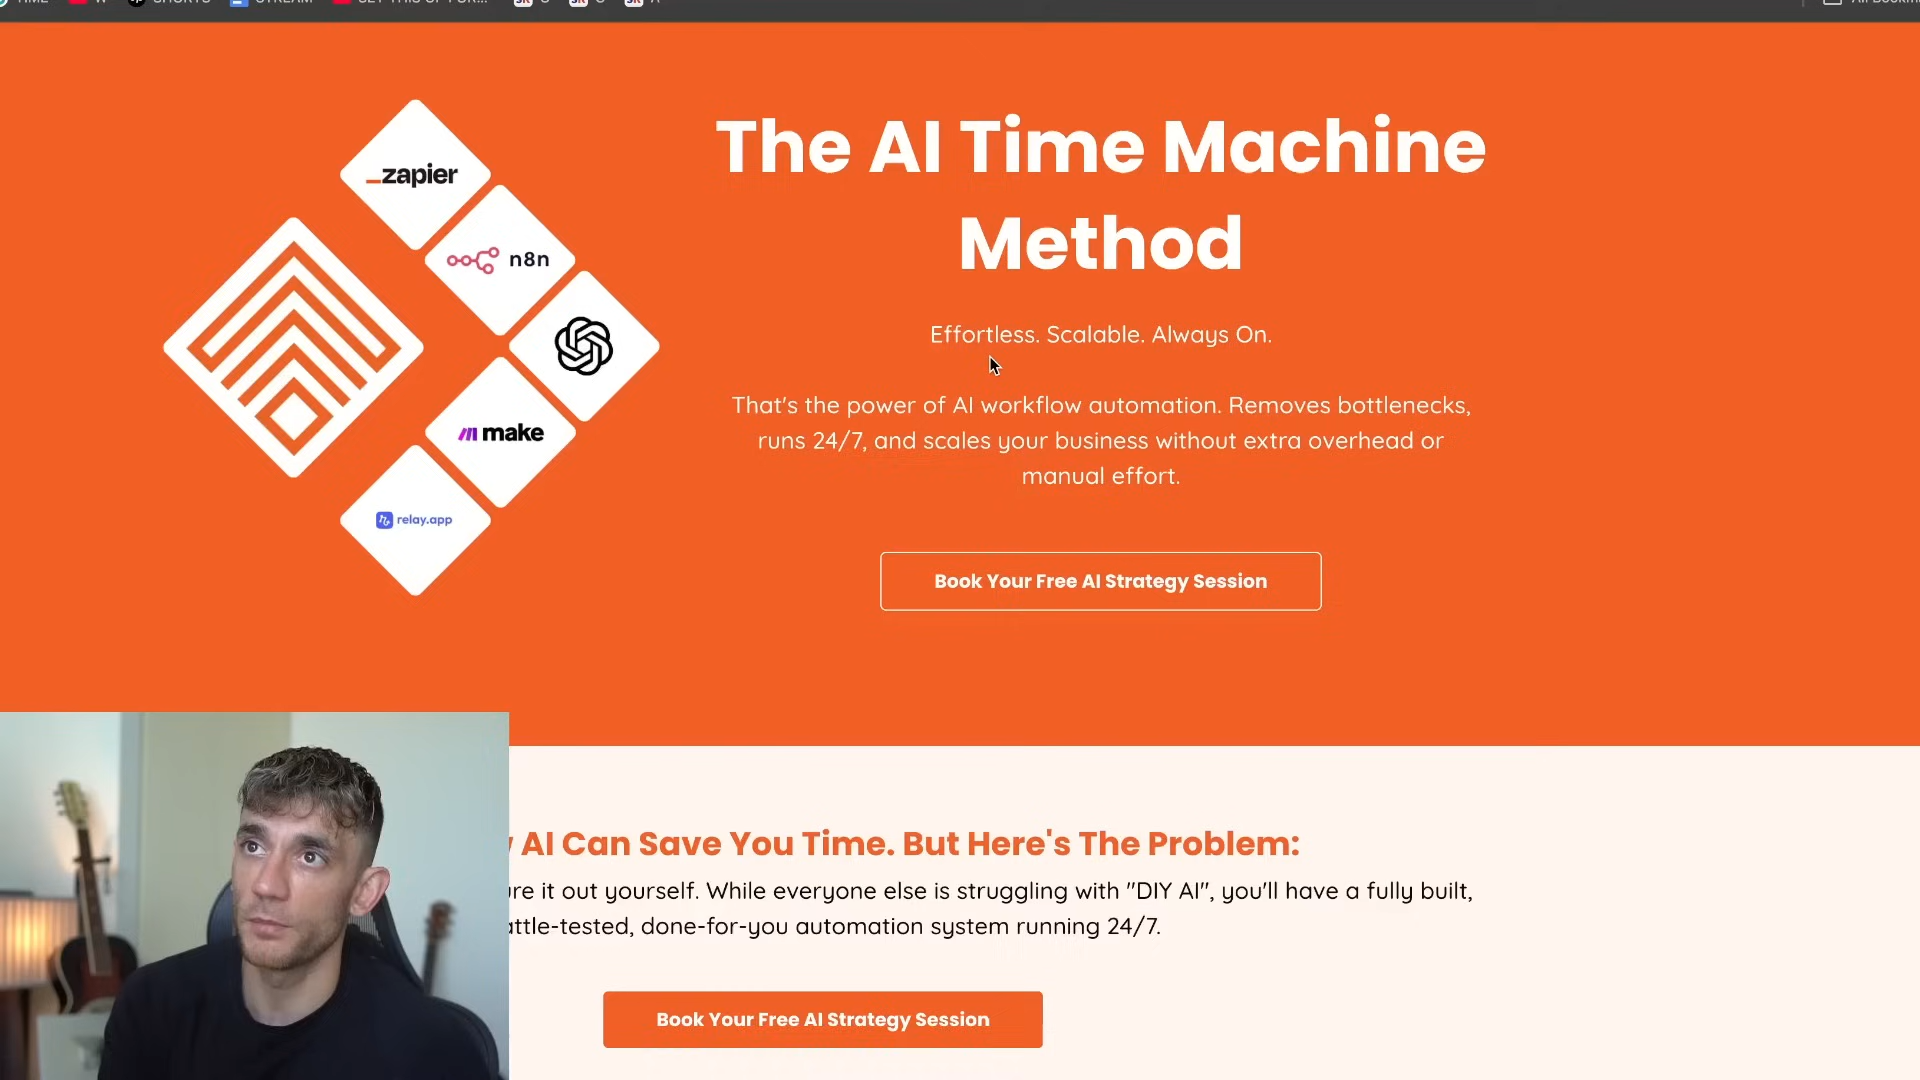 SHORTS
STREAM
The AI Time Machine
Method
_zapier
n8n
make
relay.app
Effortless. Scalable. Always On.
That's the power of AI workflow automation. Removes bottlenecks,
runs 24/7, and scales your business without extra overhead or
manual effort.
Book Your Free AI Strategy Session
AI Can Save You Time. But Here's The Problem:
it out yourself. While everyone else is struggling with "DIY AI", you'll have a fully built,
done-for-you automation system running 24/7.
Book Your Free AI Strategy Session